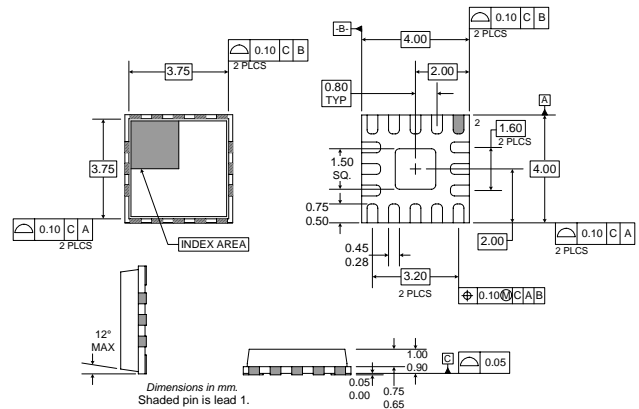 0.10 C B
2 PLCS
3.75
3.75
0.10 C A
2 PLCS
INDEX AREA
-B-
4.00
0.10 C B
2 PLCS
2.00
0.80
TYP
A
2
1.60
2 PLCS
1.50
SQ.
4.00
0.75
0.50
2.00
0.10 C A
2 PLCS
0.45
0.28
3.20
2 PLCS
0.10 M C A B
12°
MAX
1.00
0.90
C
0.05
0.05
0.00
0.75
0.65
Dimensions in mm.
Shaded pin is lead 1.